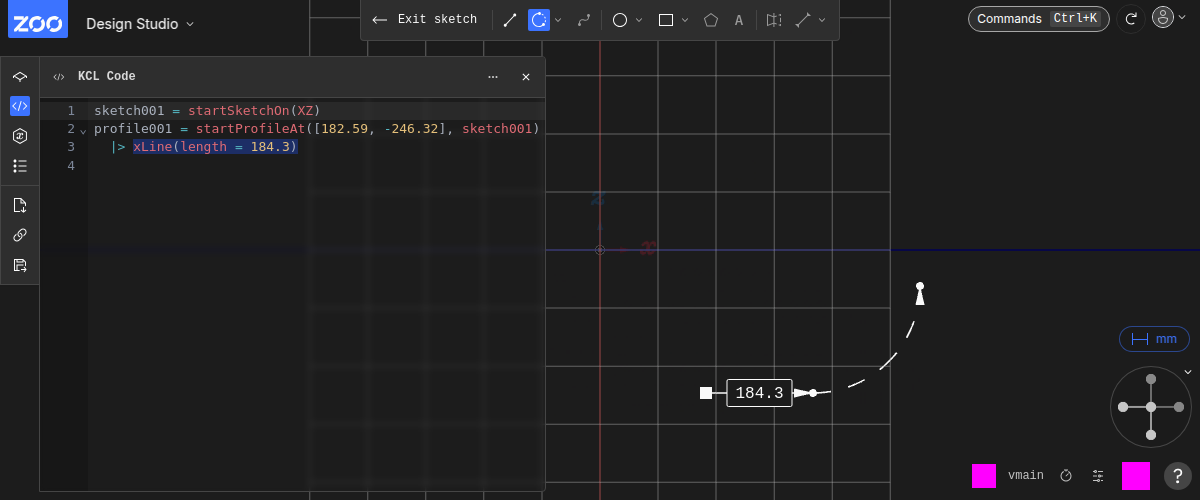 ZOO
Design Studio
Exit sketch
A
Commands
Ctrl+K
KCL Code
1 sketch001 = startSketchOn(XZ)
2 profile001 = startProfileAt([182.59, -246.32], sketch001)
3 |> xLine(length = 184.3)
4
z
x
184.3
mm
vmain
?